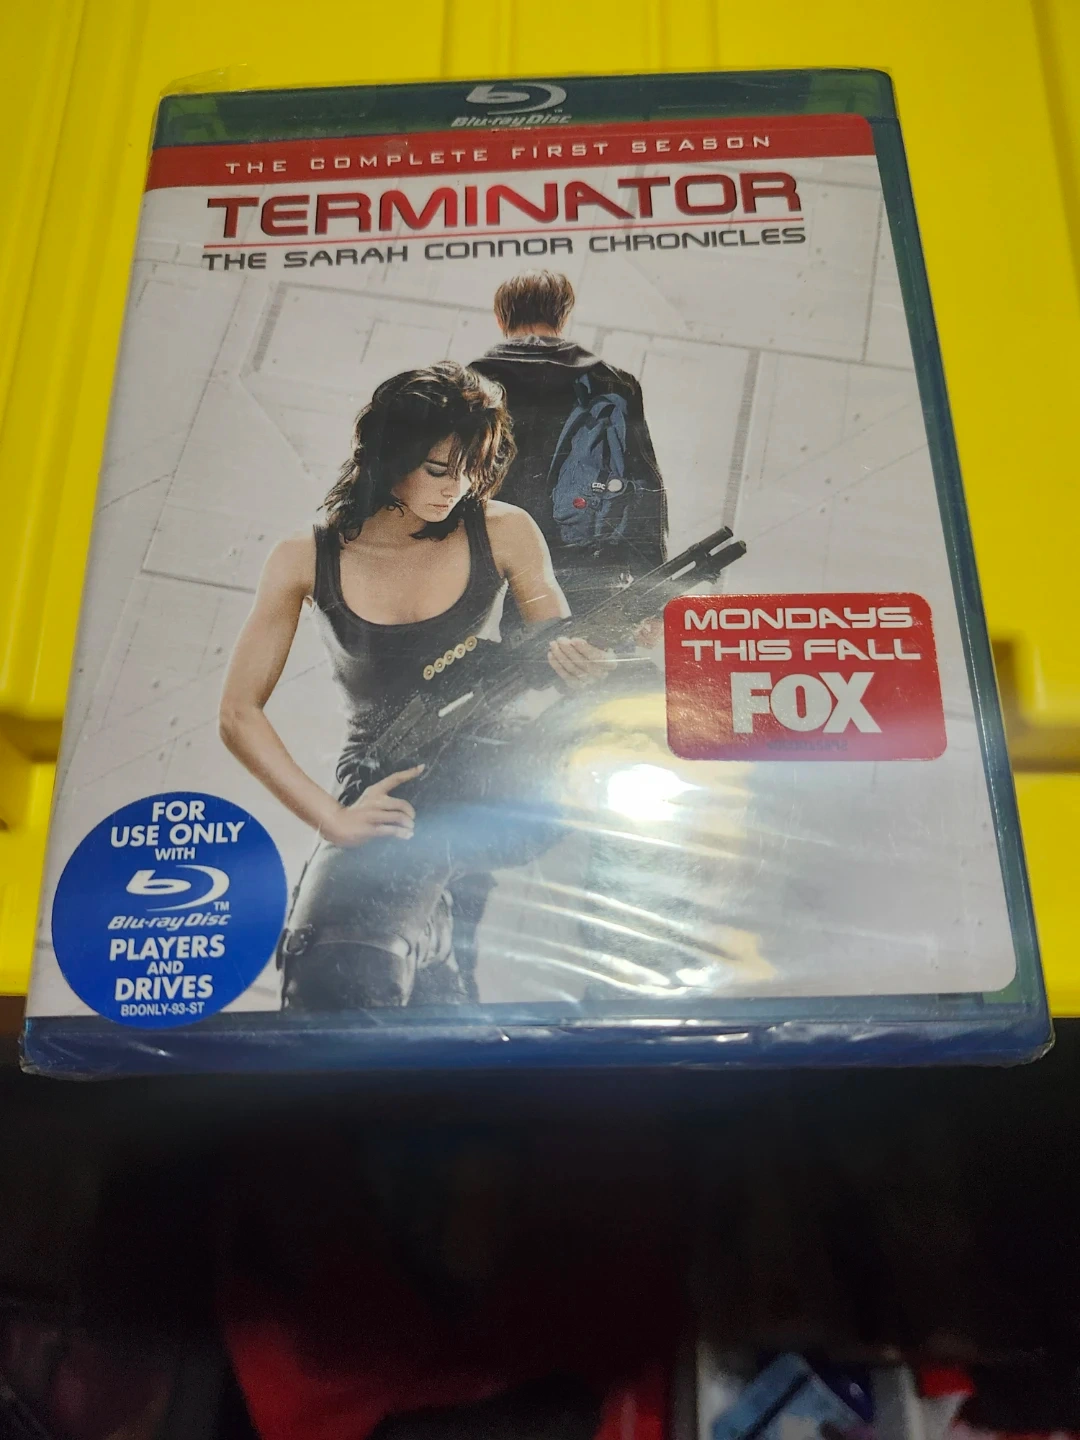 Blu-ray Disc
THE COMPLETE FIRST SEASON
TERMINATOR
THE SARAH CONNOR CHRONICLES
MONDAYS
THIS FALL
FOX
FOR
USE ONLY
WITH
Blu-ray Disc TM
PLAYERS
AND
DRIVES
BDONLY-93-ST